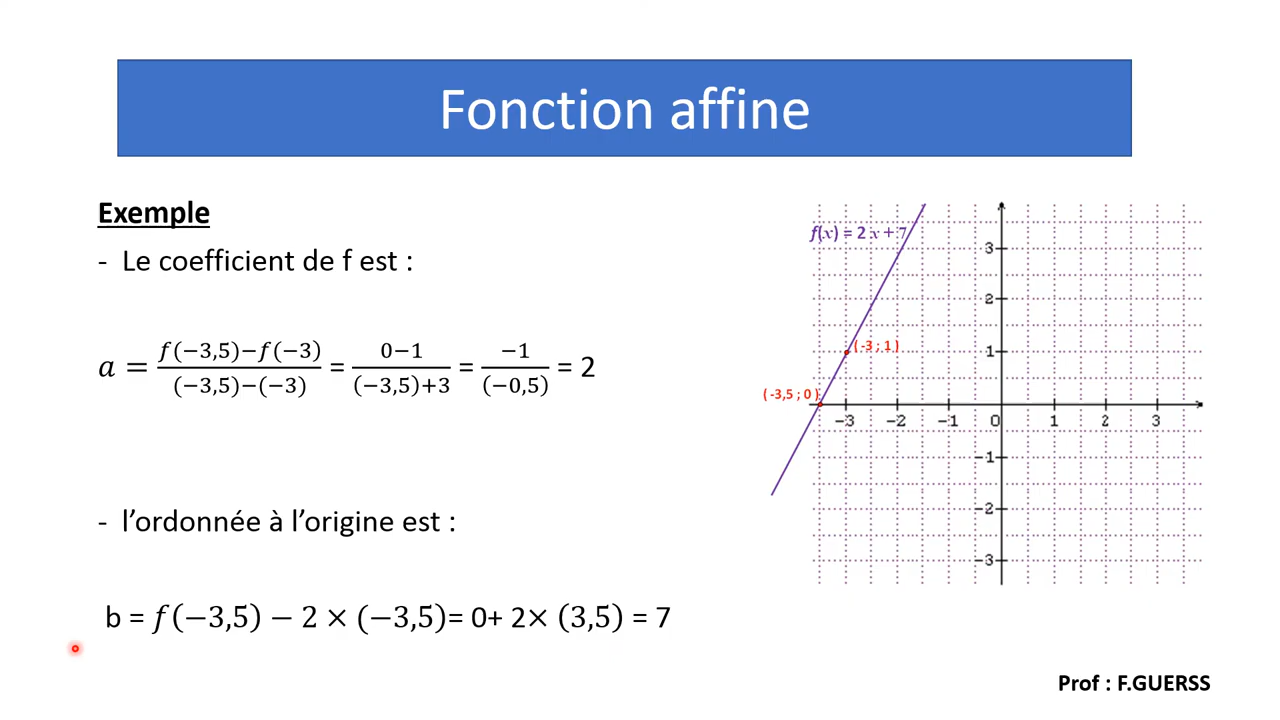 Fonction affine
Exemple
- Le coefficient de f est :
a = f(−3,5)−f(−3) / (−3,5)−(−3) = 0−1 / (−3,5)+3 = −1 / (−0,5) = 2
- l’ordonnée à l’origine est :
b = f(−3,5) − 2 × (−3,5)= 0+ 2× (3,5) = 7
f(x) = 2 x + 7
3
2
( -3 ; 1 )
1
( -3,5 ; 0 )
−3 −2 −1 0 1 2 3
−1
−2
−3
Prof : F.GUERSS